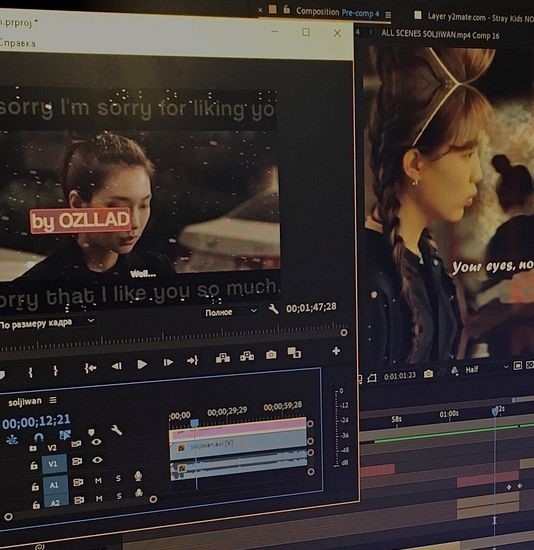 Composition Pre-comp 4
Layer y2mate.com - Stray Kids NO
.prproj *
Справка
4
ALL SCENES SOLJIWAN.mp4 Comp 16
sorry I'm sorry for liking yo
by OZLLAD
Well...
orry that I like you so much.
Your eyes, no
По размеру кадра
Полное
00;01;47;28
0:01:01:23
Half
soljiwan
00;00;12;21
;00;00
00;00;29;29
00;00;59;28
V2
V1
soljiwan.avi [V]
A1
M
S
A2
M
S
0
-12
-24
-36
-48
dB
58s
01:00s
02s